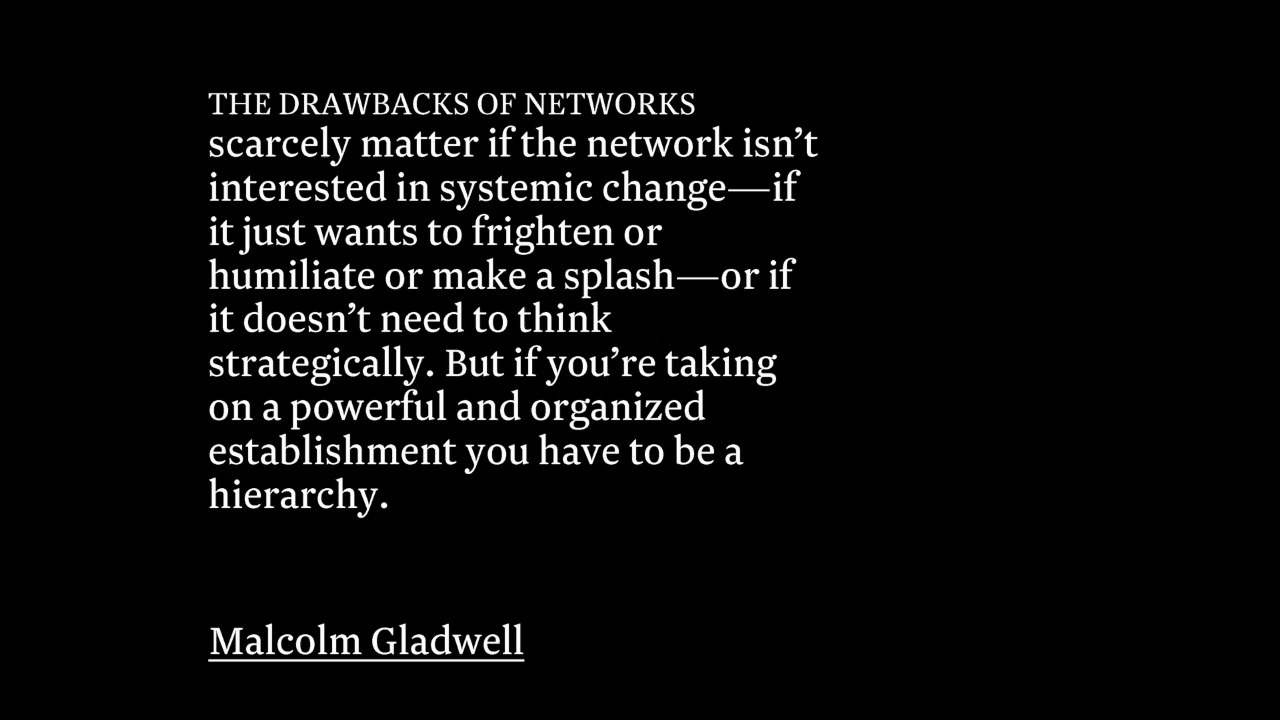 THE DRAWBACKS OF NETWORKS
scarcely matter if the network isn’t
interested in systemic change—if
it just wants to frighten or
humiliate or make a splash—or if
it doesn’t need to think
strategically. But if you’re taking
on a powerful and organized
establishment you have to be a
hierarchy.
Malcolm Gladwell